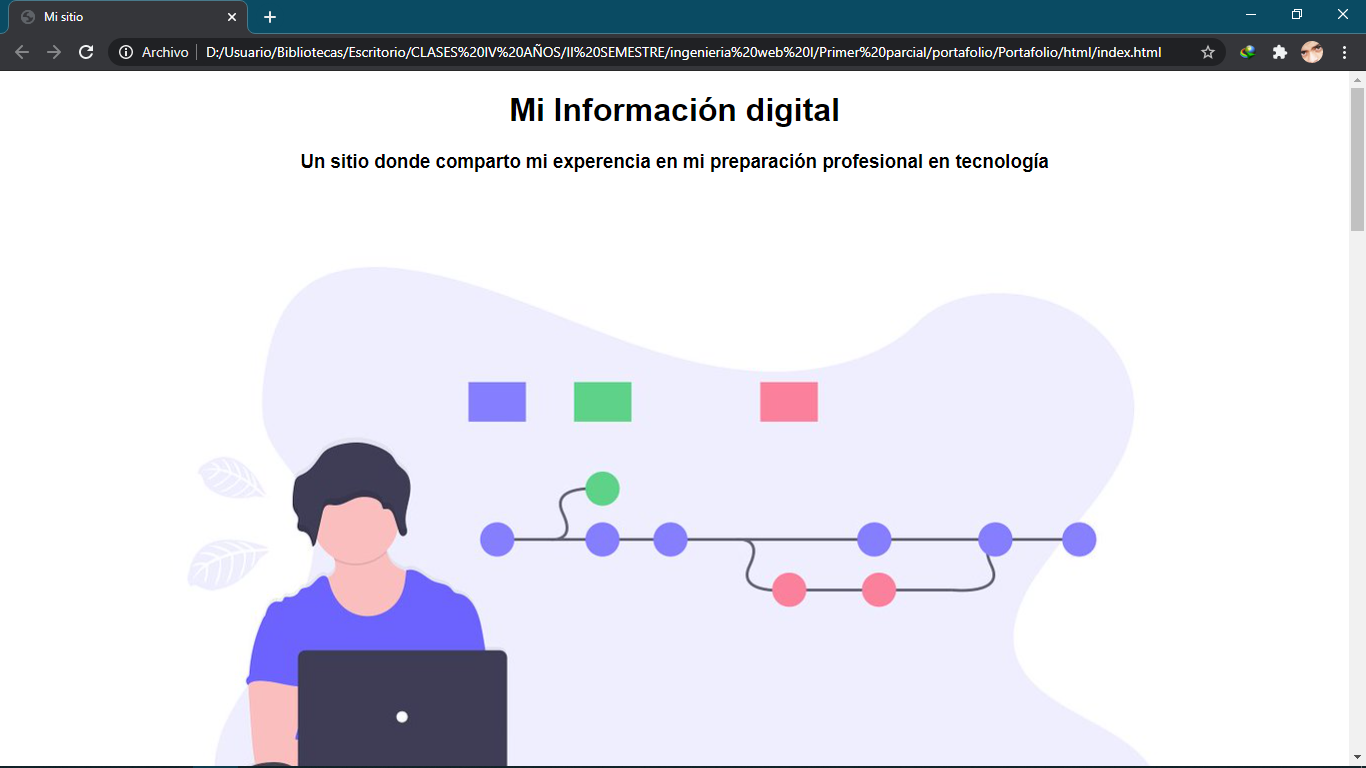 Mi sitio
Archivo D:/Usuario/Bibliotecas/Escritorio/CLASES%20IV%20AÑOS/II%20SEMESTRE/ingenieria%20web%20I/Primer%20parcial/portafolio/Portafolio/html/index.html
Mi Información digital
Un sitio donde comparto mi experencia en mi preparación profesional en tecnología